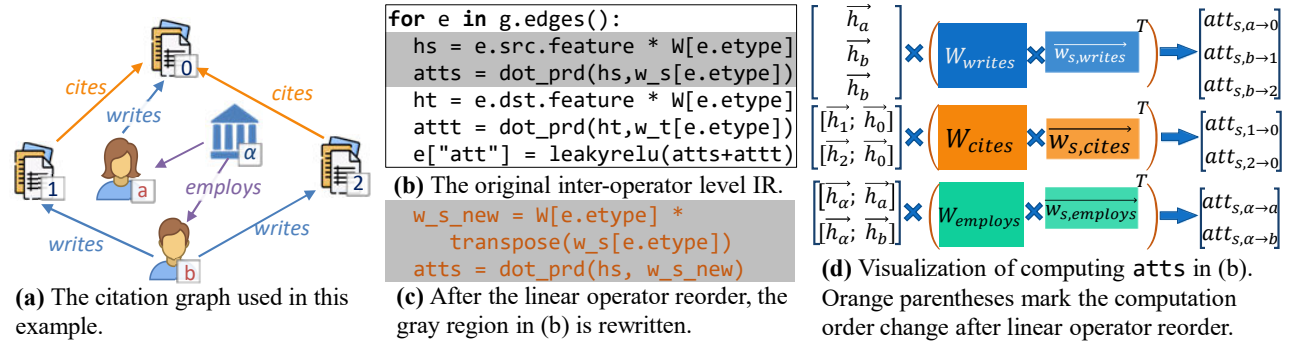 0
cites
cites
writes
α
1
a
2
employs
writes
writes
b
(a) The citation graph used in this
example.
for e in g.edges():
hs = e.src.feature * W[e.etype]
atts = dot_prd(hs,w_s[e.etype])
ht = e.dst.feature * W[e.etype]
attt = dot_prd(ht,w_t[e.etype])
e["att"] = leakyrelu(atts+attt)
(b) The original inter-operator level IR.
w_s_new = W[e.etype] *
transpose(w_s[e.etype])
atts = dot_prd(hs, w_s_new)
(c) After the linear operator reorder, the
gray region in (b) is rewritten.
h_a
h_b
h_b
W_writes
w_s,writes
T
att_s,a→0
att_s,b→1
att_s,b→2
[h_1; h_0]
[h_2; h_0]
W_cites
w_s,cites
T
att_s,1→0
att_s,2→0
[h_α; h_a]
[h_α; h_b]
W_employs
w_s,employs
T
att_s,α→a
att_s,α→b
(d) Visualization of computing atts in (b).
Orange parentheses mark the computation
order change after linear operator reorder.